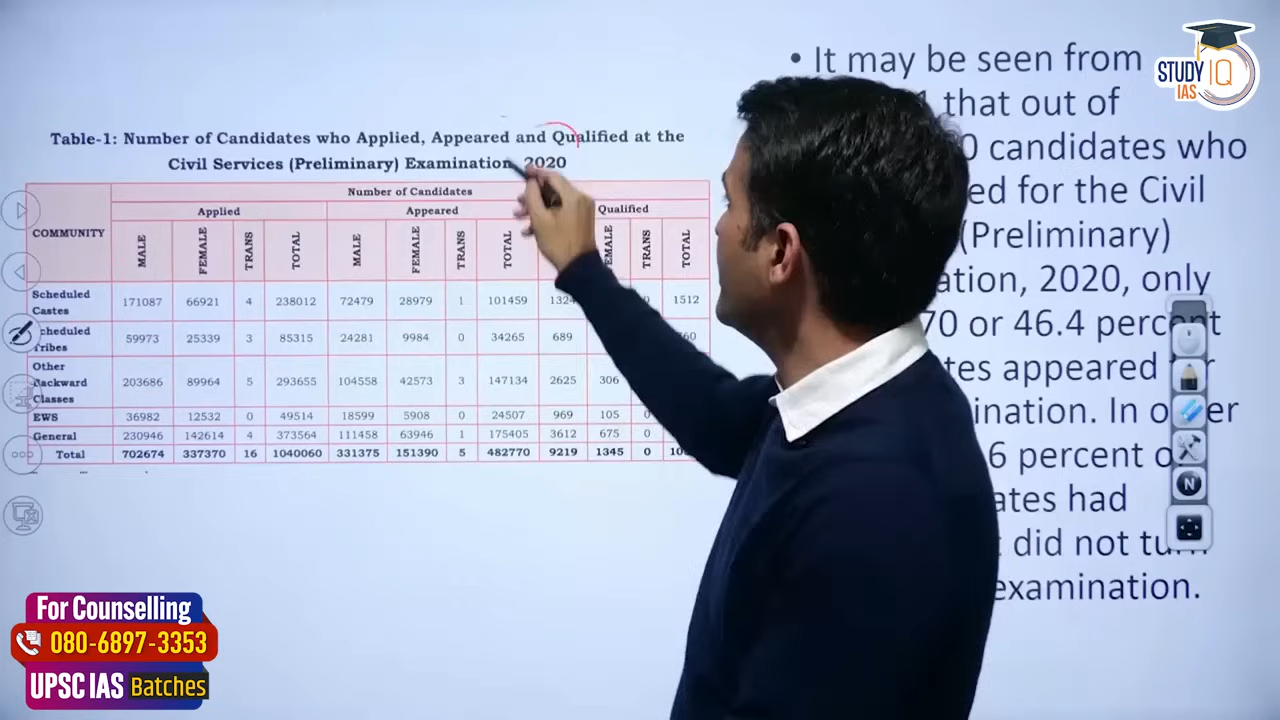 Table-1: Number of Candidates who Applied, Appeared and Qualified at the
Civil Services (Preliminary) Examination, 2020
COMMUNITY
Number of Candidates
Applied Appeared Qualified
MALE FEMALE TRANS TOTAL MALE FEMALE TRANS TOTAL TRANS TOTAL
Scheduled Castes 171087 66921 4 238012 72479 28979 1 101459 1512
59973 25339 3 85315 24281 9984 0 34265 689
Other Backward Classes 203686 89964 5 293655 104558 42573 3 147134 2625 306
EWS 36982 12532 0 49514 18599 5908 0 24507 969 105 0
General 230946 142614 4 373564 111458 63946 1 175405 3612 675 0
Total 702674 337370 16 1040060 331375 151390 5 482770 9219 1345 0
• It may be seen from
that out of
candidates who
for the Civil
(Preliminary)
2020, only
or 46.4 percent
appeared
In other
percent
had
did not turn
examination.
STUDY IQ
IAS
For Counselling
080-6897-3353
UPSC IAS Batches
N